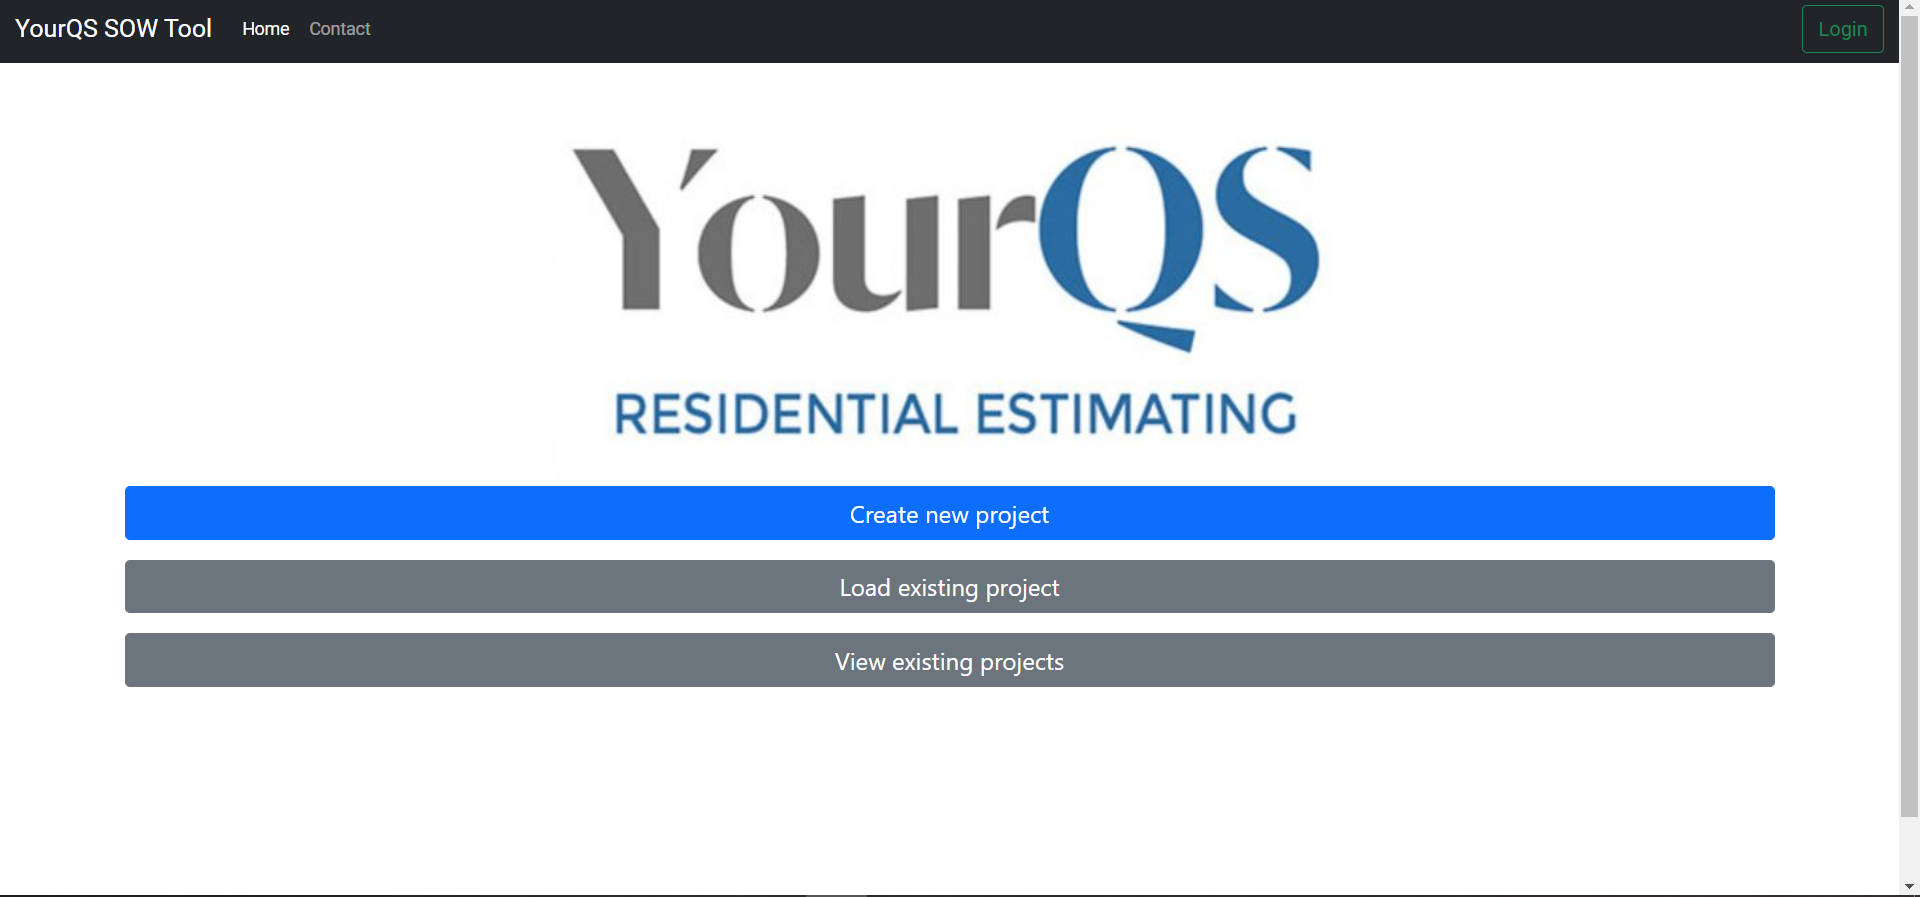 YourQS SOW Tool Home Contact Login
YourQS
RESIDENTIAL ESTIMATING
Create new project
Load existing project
View existing projects